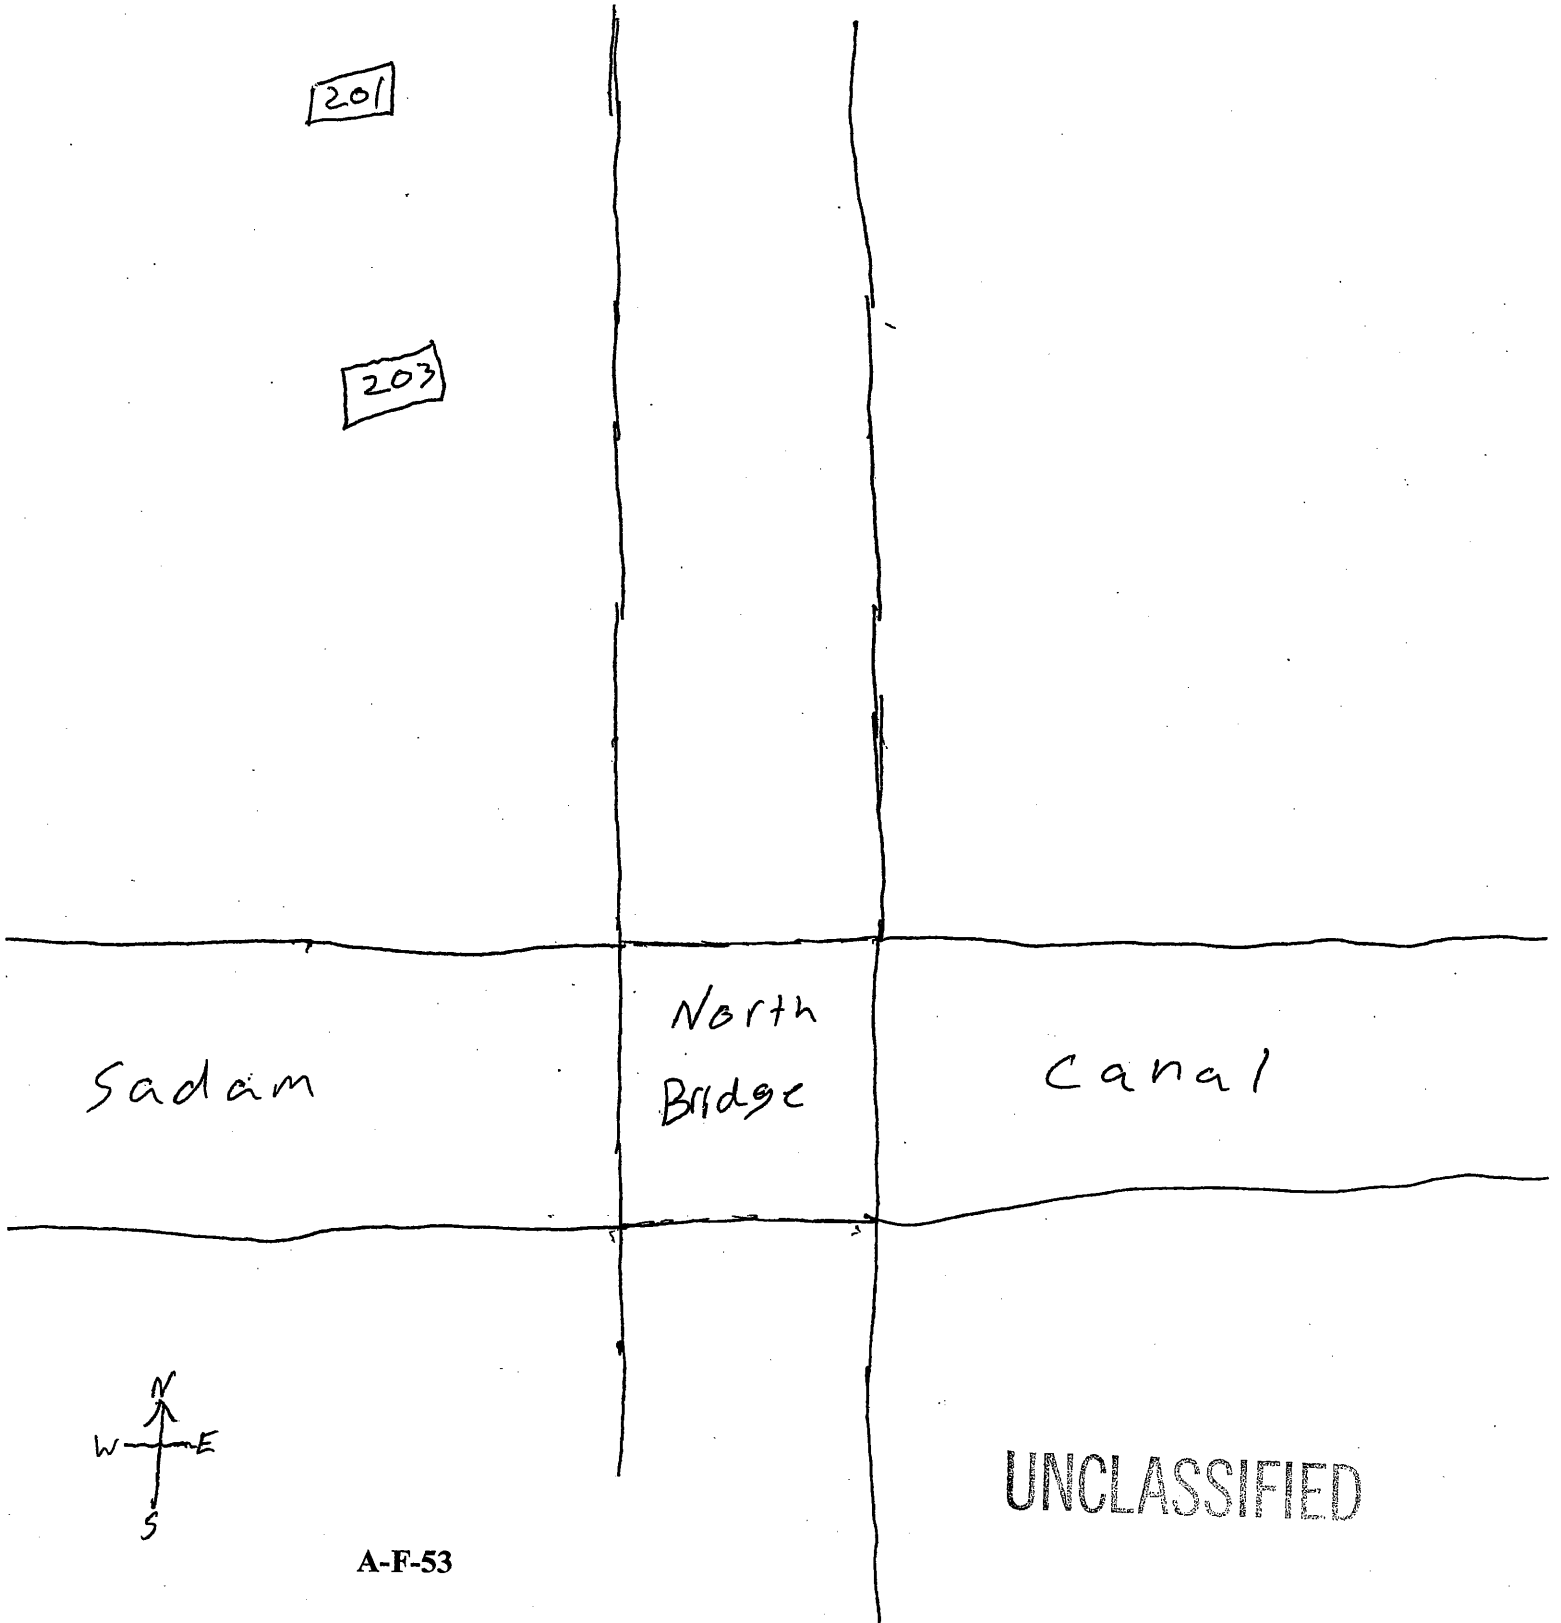 201
203
North
Bridge
Sadam
Canal
N
W E
S
UNCLASSIFIED
A-F-53